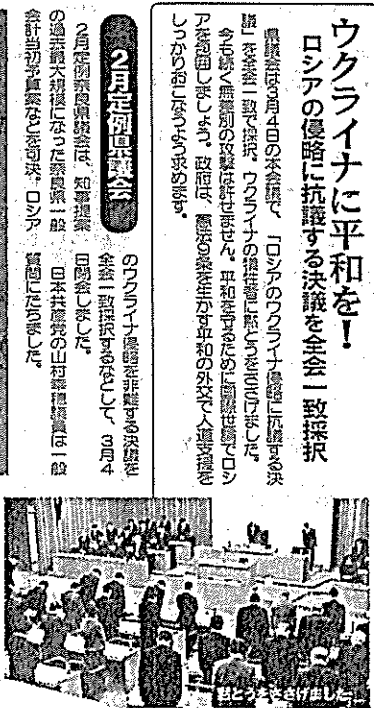 ウクライナに平和を!
ロシアの侵略に抗議する決議を全会一致採択
県議会は3月4日の本会議で、「ロシアのウクライナ侵略に抗議する決
議」を全会一致で採択。ウクライナの犠牲者に黙とうをささげました。
今も続く無差別の攻撃は許せません。平和を守るために国際世論でロシ
アを包囲しましょう。政府は、憲法9条を生かす平和の外交で人道支援を
しっかりおこなうよう求めます。
2月定例県議会
2月定例奈良県議会は、知事提案
の過去最大規模になった奈良県一般
会計当初予算案などを可決。ロシア
のウクライナ侵略を非難する決議を
全会一致採択するなどとして、3月4
日閉会しました。
日本共産党の山村幸穂議員は一般
質問にたちました。
黙とうをささげました。